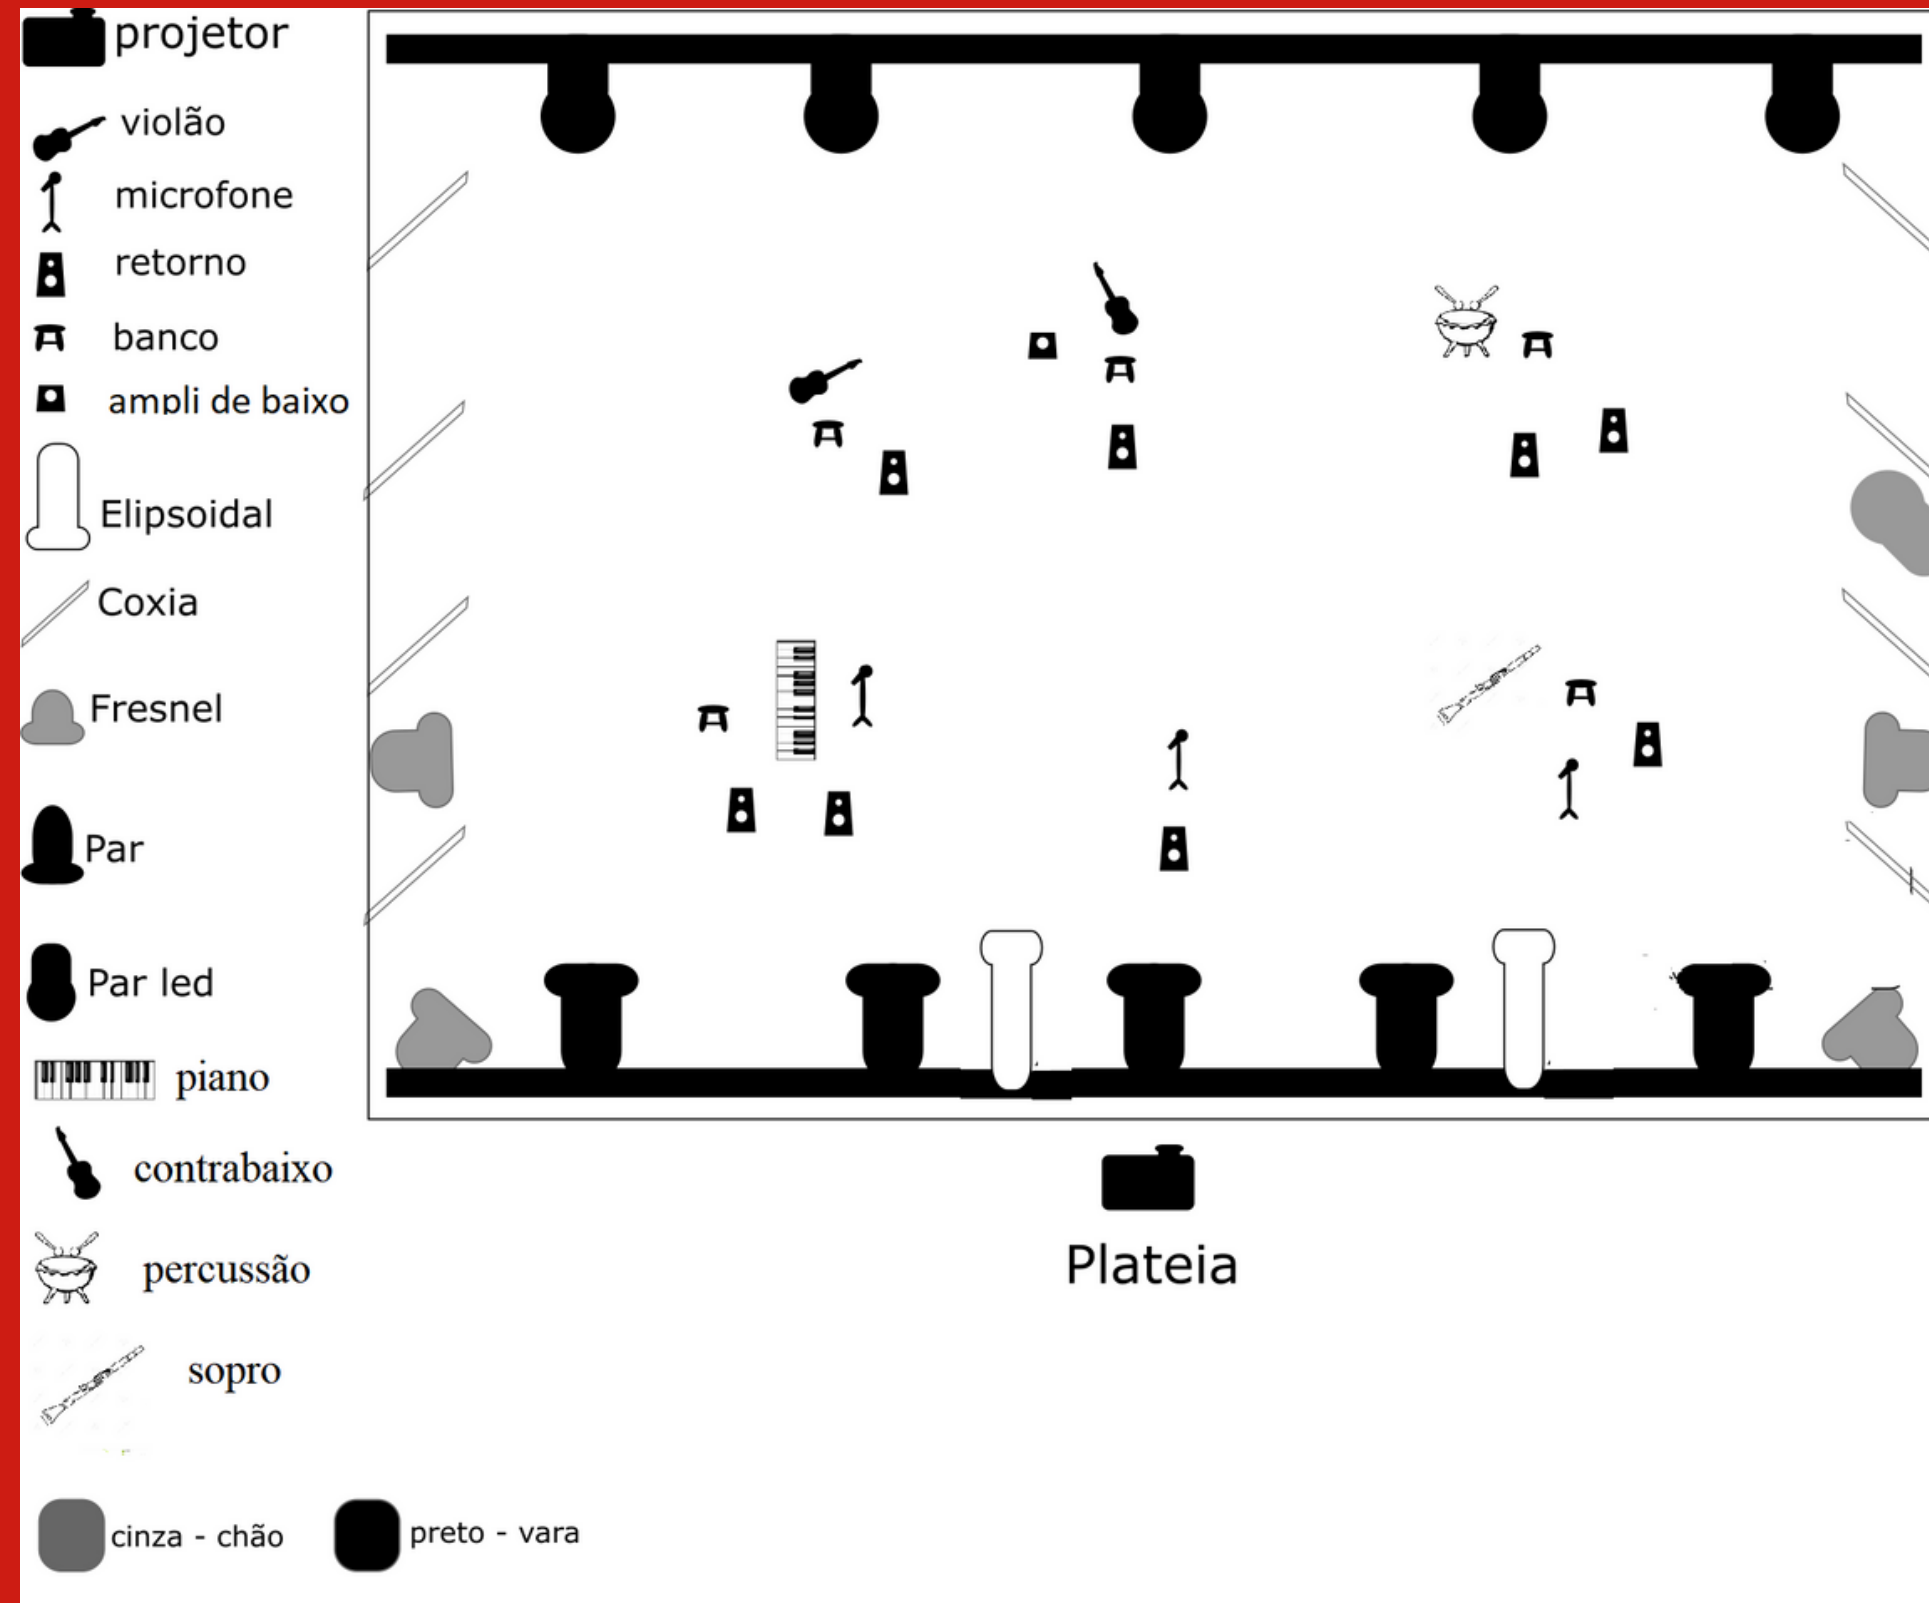 projetor
violão
microfone
retorno
banco
ampli de baixo
Elipsoidal
Coxia
Fresnel
Par
Par led
piano
contrabaixo
percussão
sopro
cinza - chão
preto - vara
Plateia